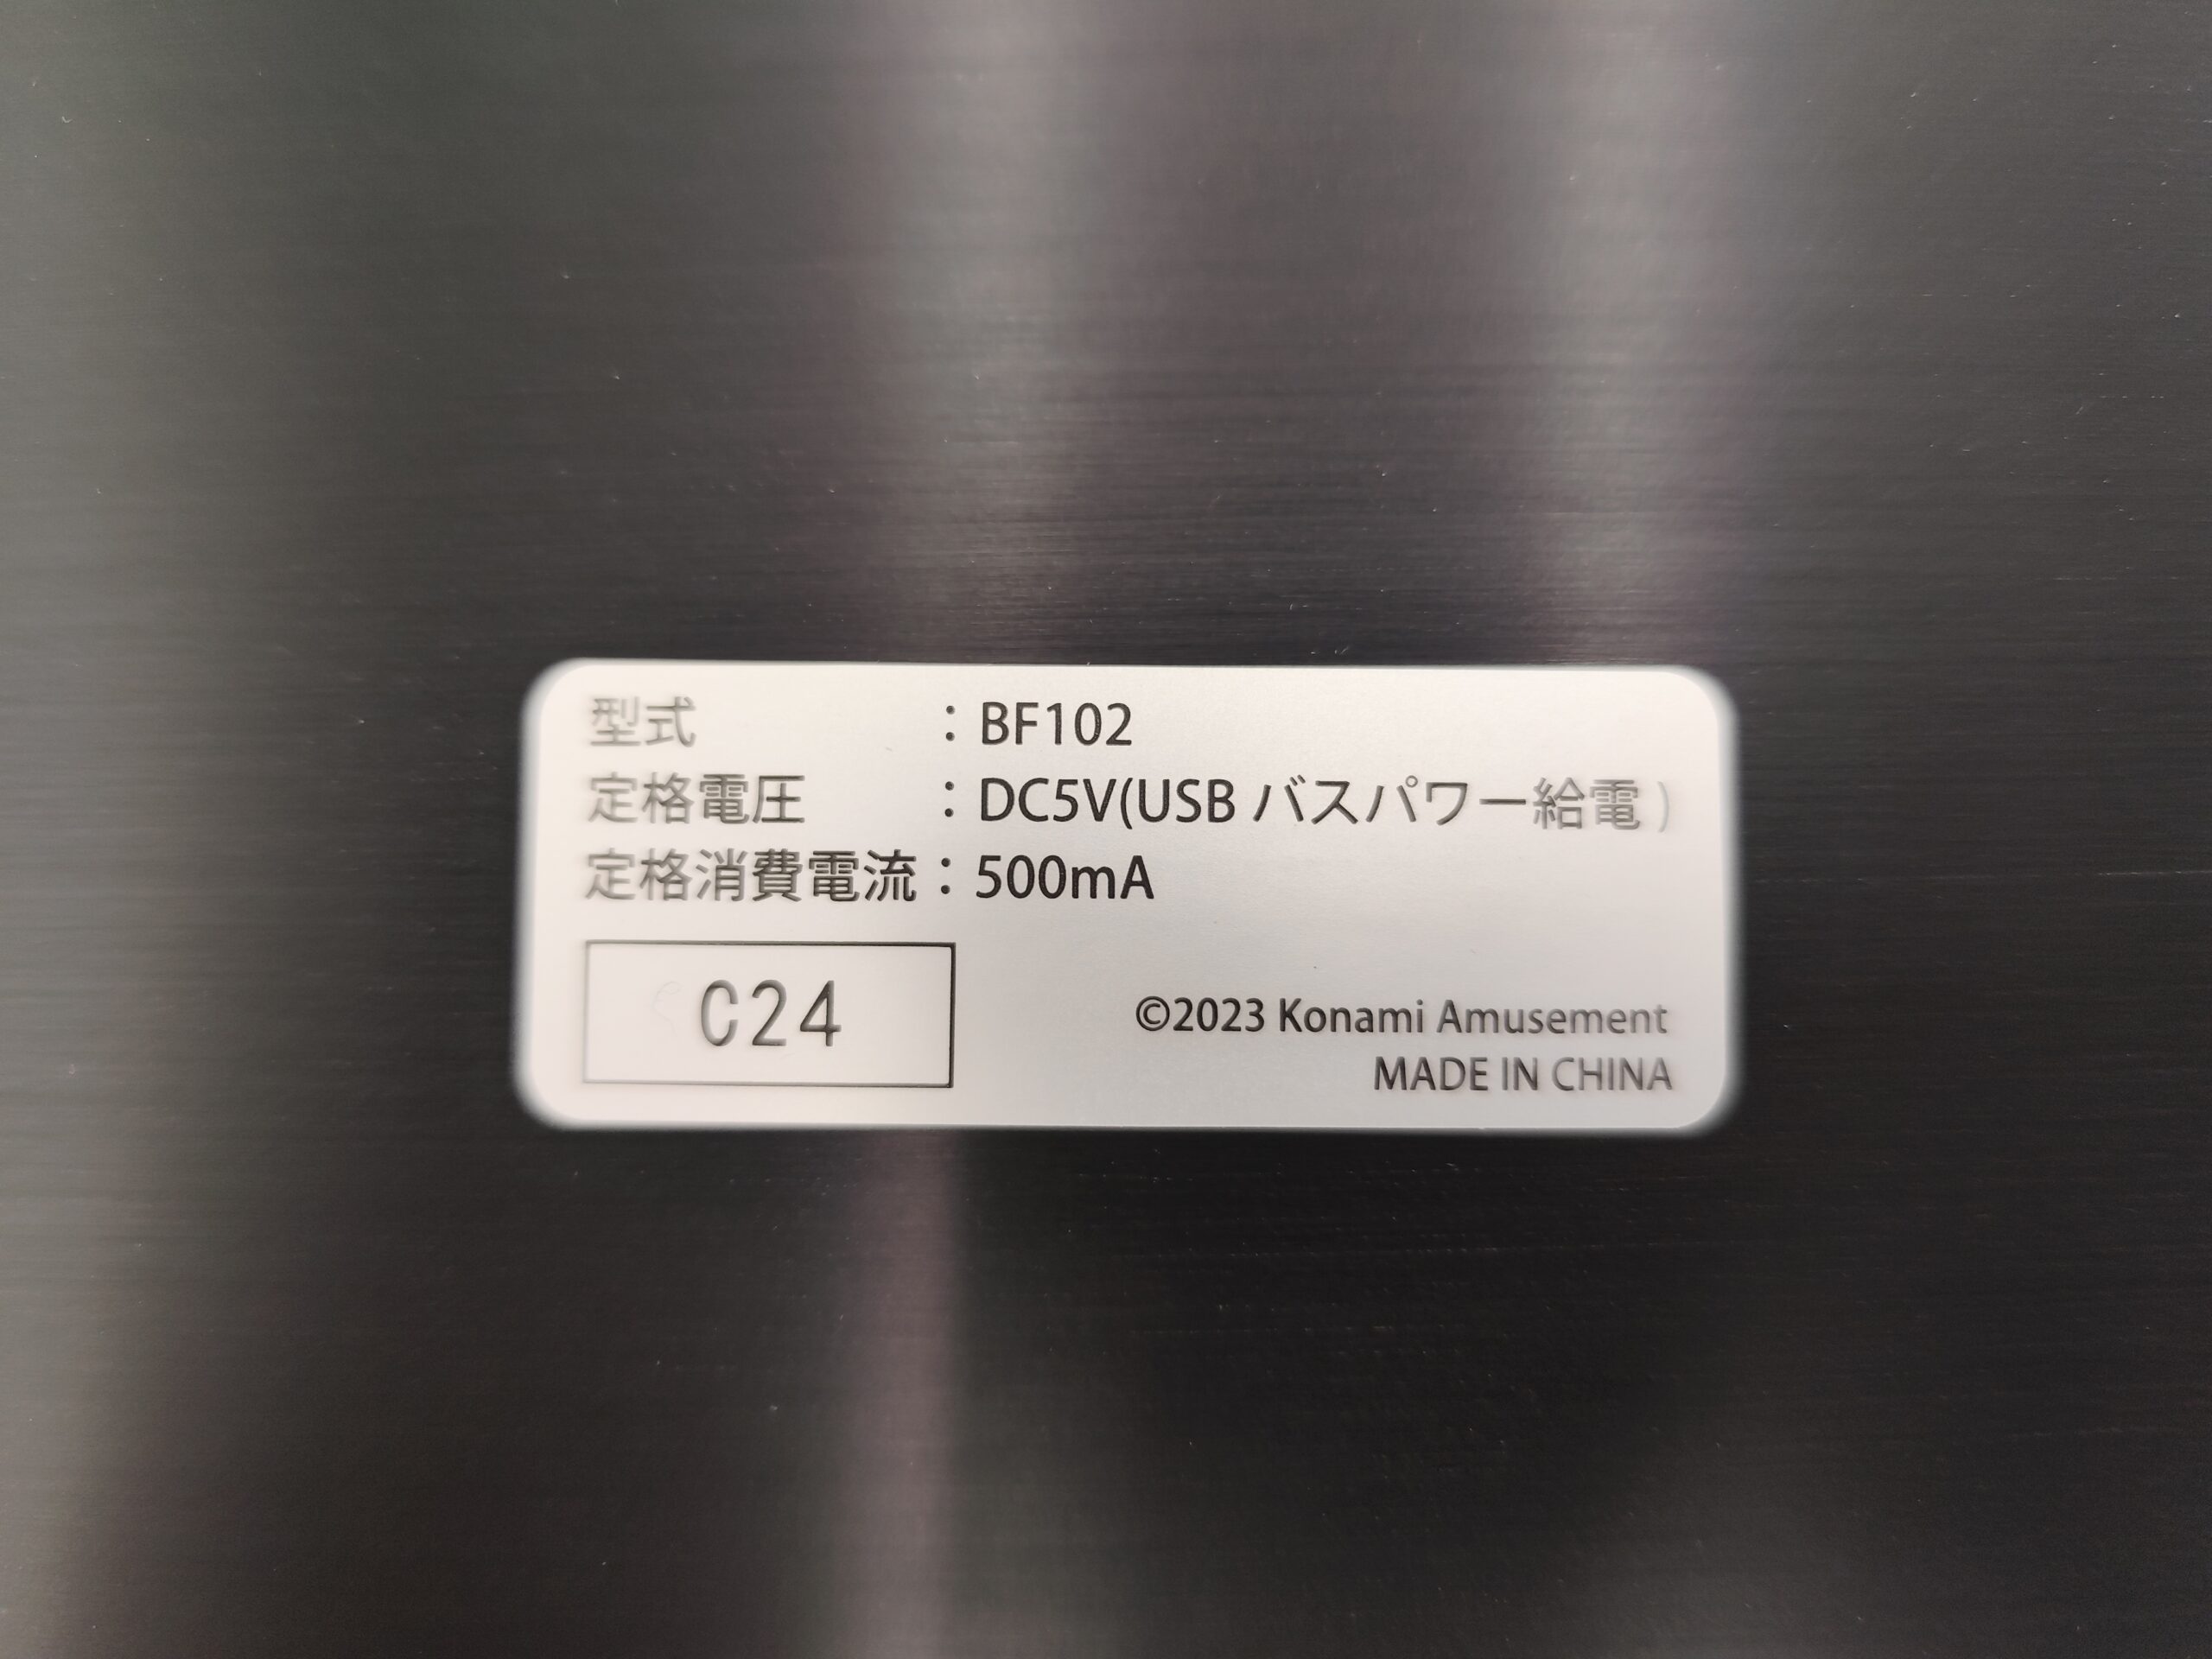 型式 : BF102
定格電圧 : DC5V(USB バスパワー給電 )
定格消費電流 : 500mA
C24
©2023 Konami Amusement
MADE IN CHINA